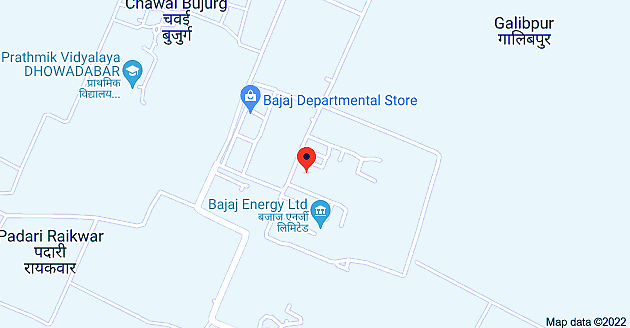 Chawai Bujurg
चवई
बुजुर्ग
Galibpur
गालिबपुर
Prathmik Vidyalaya
DHOWADABAR
प्राथमिक
विद्यालय...
Bajaj Departmental Store
Bajaj Energy Ltd
बजाज एनर्जी
लिमिटेड
Padari Raikwar
पदारी
रायकवार
Map data ©2022